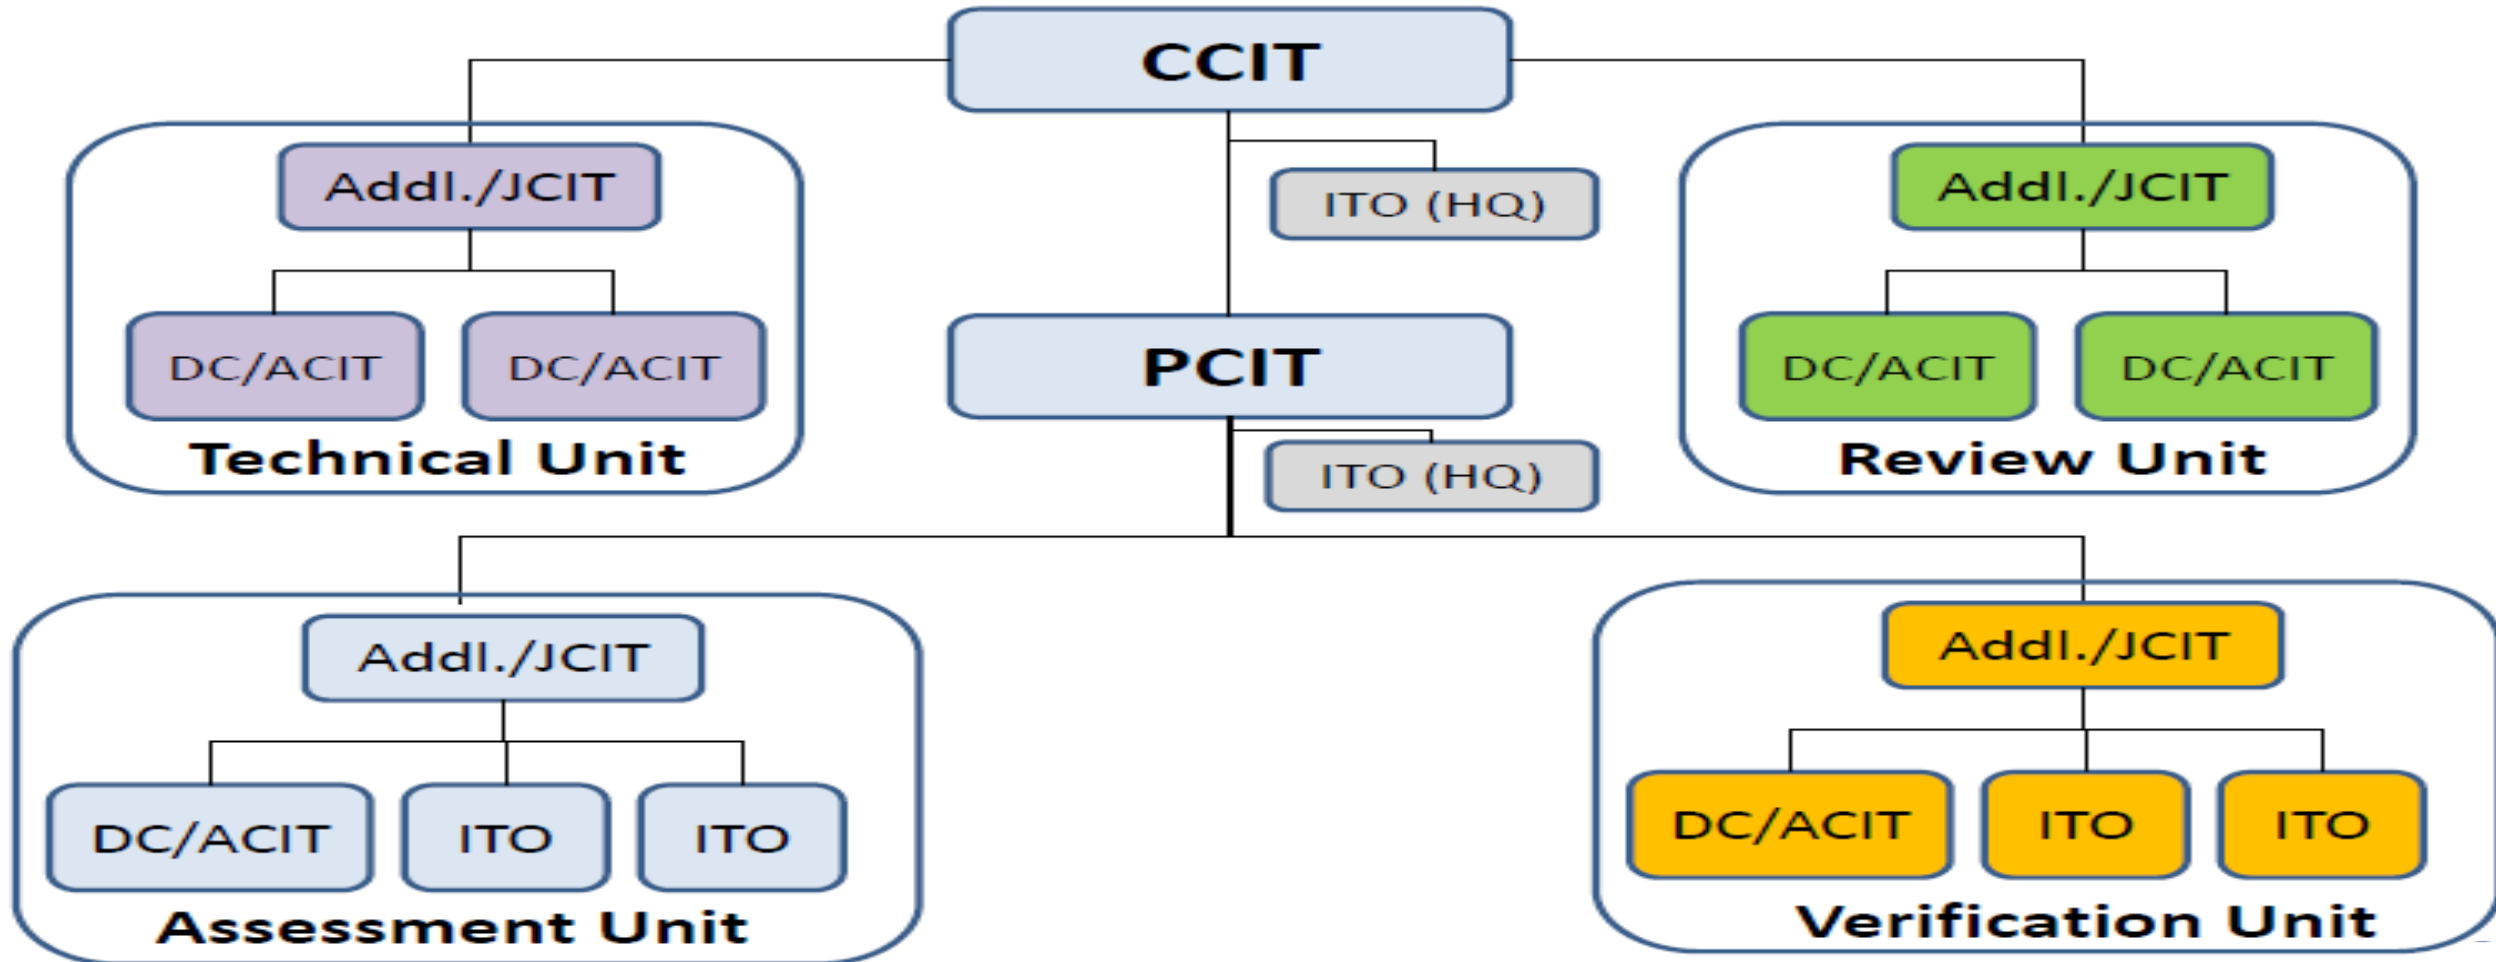 CCIT
Addl./JCIT
ITO (HQ)
Addl./JCIT
DC/ACIT
DC/ACIT
PCIT
DC/ACIT
DC/ACIT
Technical Unit
ITO (HQ)
Review Unit
Addl./JCIT
Addl./JCIT
DC/ACIT
ITO
ITO
DC/ACIT
ITO
ITO
Assessment Unit
Verification Unit